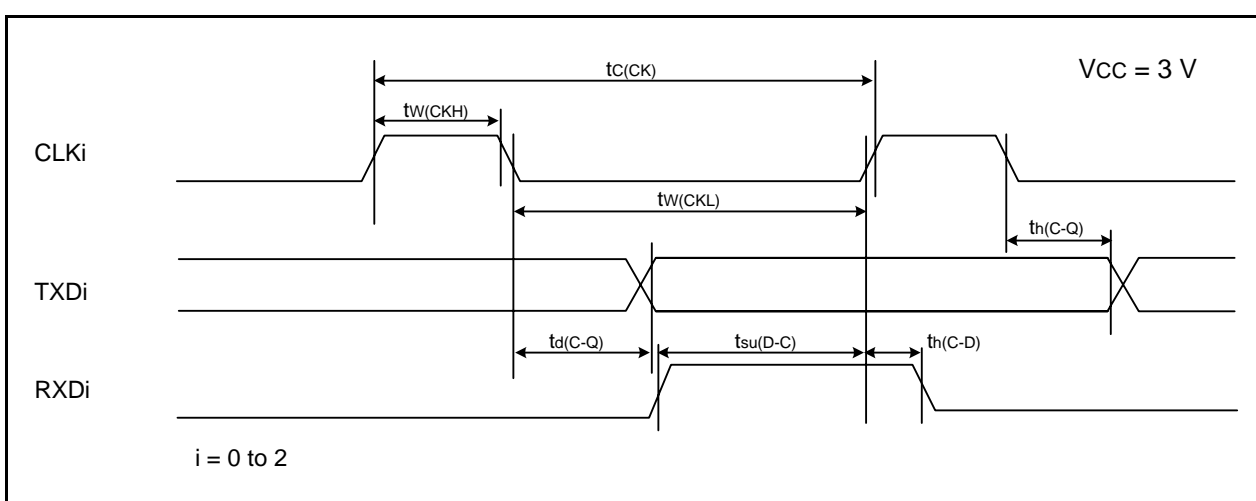 tC(CK)
VCC = 3 V
tW(CKH)
CLKi
tW(CKL)
th(C-Q)
TXDi
td(C-Q)
tsu(D-C)
th(C-D)
RXDi
i = 0 to 2